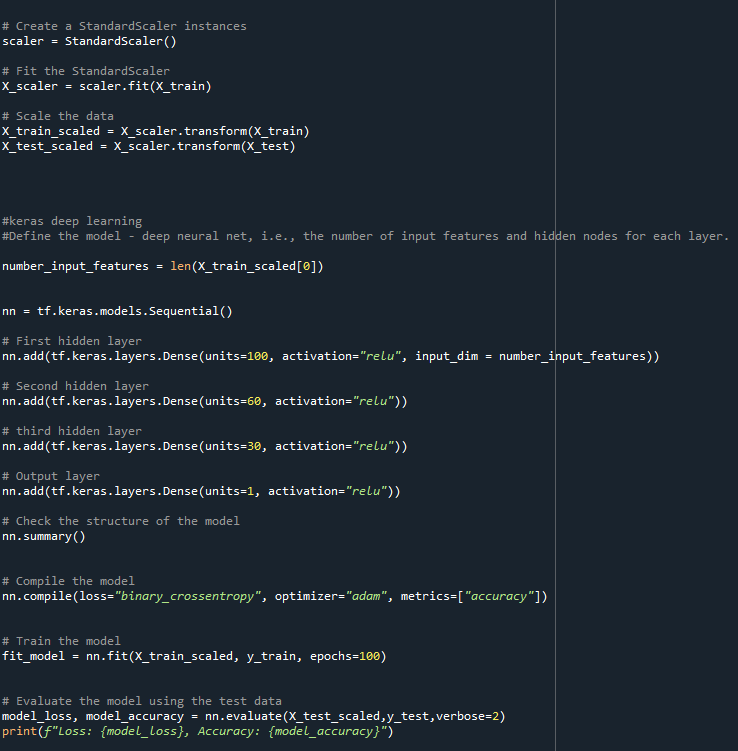 # Create a StandardScaler instances
scaler = StandardScaler()
# Fit the StandardScaler
X_scaler = scaler.fit(X_train)
# Scale the data
X_train_scaled = X_scaler.transform(X_train)
X_test_scaled = X_scaler.transform(X_test)
#keras deep learning
#Define the model - deep neural net, i.e., the number of input features and hidden nodes for each layer.
number_input_features = len(X_train_scaled[0])
nn = tf.keras.models.Sequential()
# First hidden layer
nn.add(tf.keras.layers.Dense(units=100, activation="relu", input_dim = number_input_features))
# Second hidden layer
nn.add(tf.keras.layers.Dense(units=60, activation="relu"))
# third hidden layer
nn.add(tf.keras.layers.Dense(units=30, activation="relu"))
# Output layer
nn.add(tf.keras.layers.Dense(units=1, activation="relu"))
# Check the structure of the model
nn.summary()
# Compile the model
nn.compile(loss="binary_crossentropy", optimizer="adam", metrics=["accuracy"])
# Train the model
fit_model = nn.fit(X_train_scaled, y_train, epochs=100)
# Evaluate the model using the test data
model_loss, model_accuracy = nn.evaluate(X_test_scaled,y_test,verbose=2)
print(f"Loss: {model_loss}, Accuracy: {model_accuracy}")